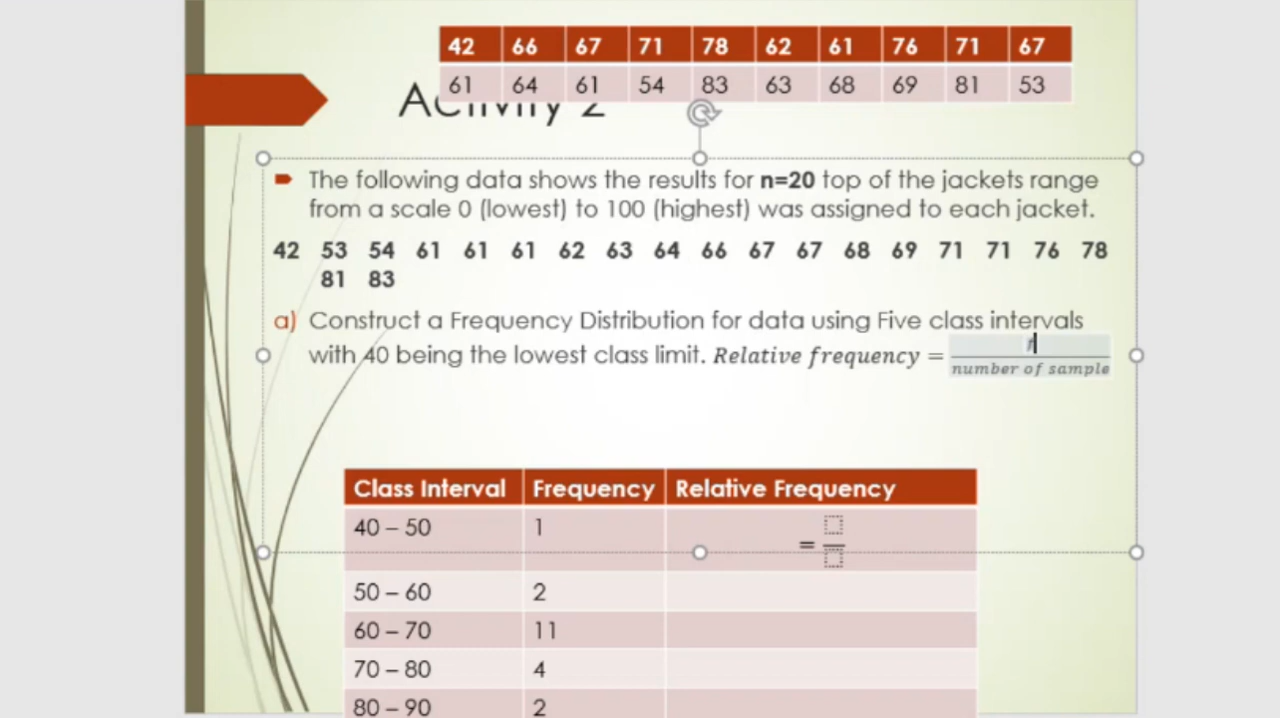 42 66 67 71 78 62 61 76 71 67
61 64 61 54 83 63 68 69 81 53
Activity 2
The following data shows the results for n=20 top of the jackets range
from a scale 0 (lowest) to 100 (highest) was assigned to each jacket.
42 53 54 61 61 61 62 63 64 66 67 67 68 69 71 71 76 78
81 83
a) Construct a Frequency Distribution for data using Five class intervals
with 40 being the lowest class limit. Relative frequency = f / number of sample
Class Interval Frequency Relative Frequency
40 – 50 1 =
50 – 60 2
60 – 70 11
70 – 80 4
80 – 90 2